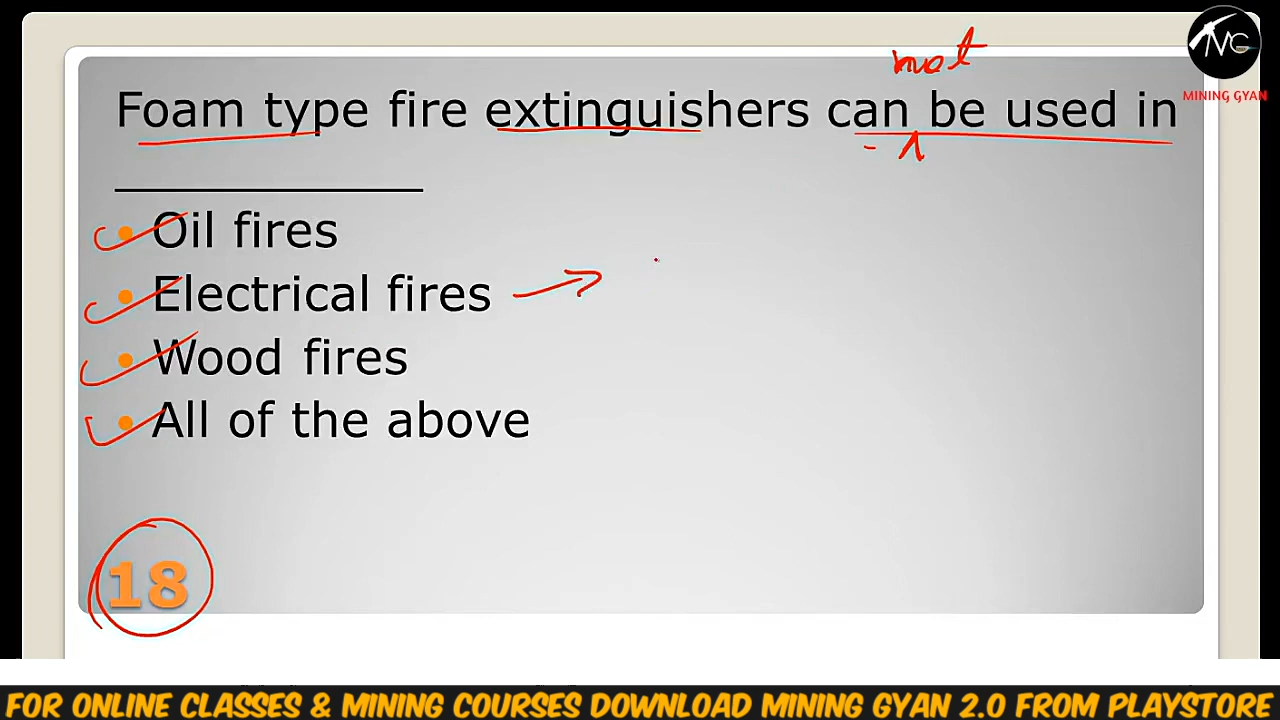 not
Foam type fire extinguishers can be used in
____________
MINING GYAN
• Oil fires
• Electrical fires
• Wood fires
• All of the above
18
FOR ONLINE CLASSES & MINING COURSES DOWNLOAD MINING GYAN 2.0 FROM PLAYSTORE